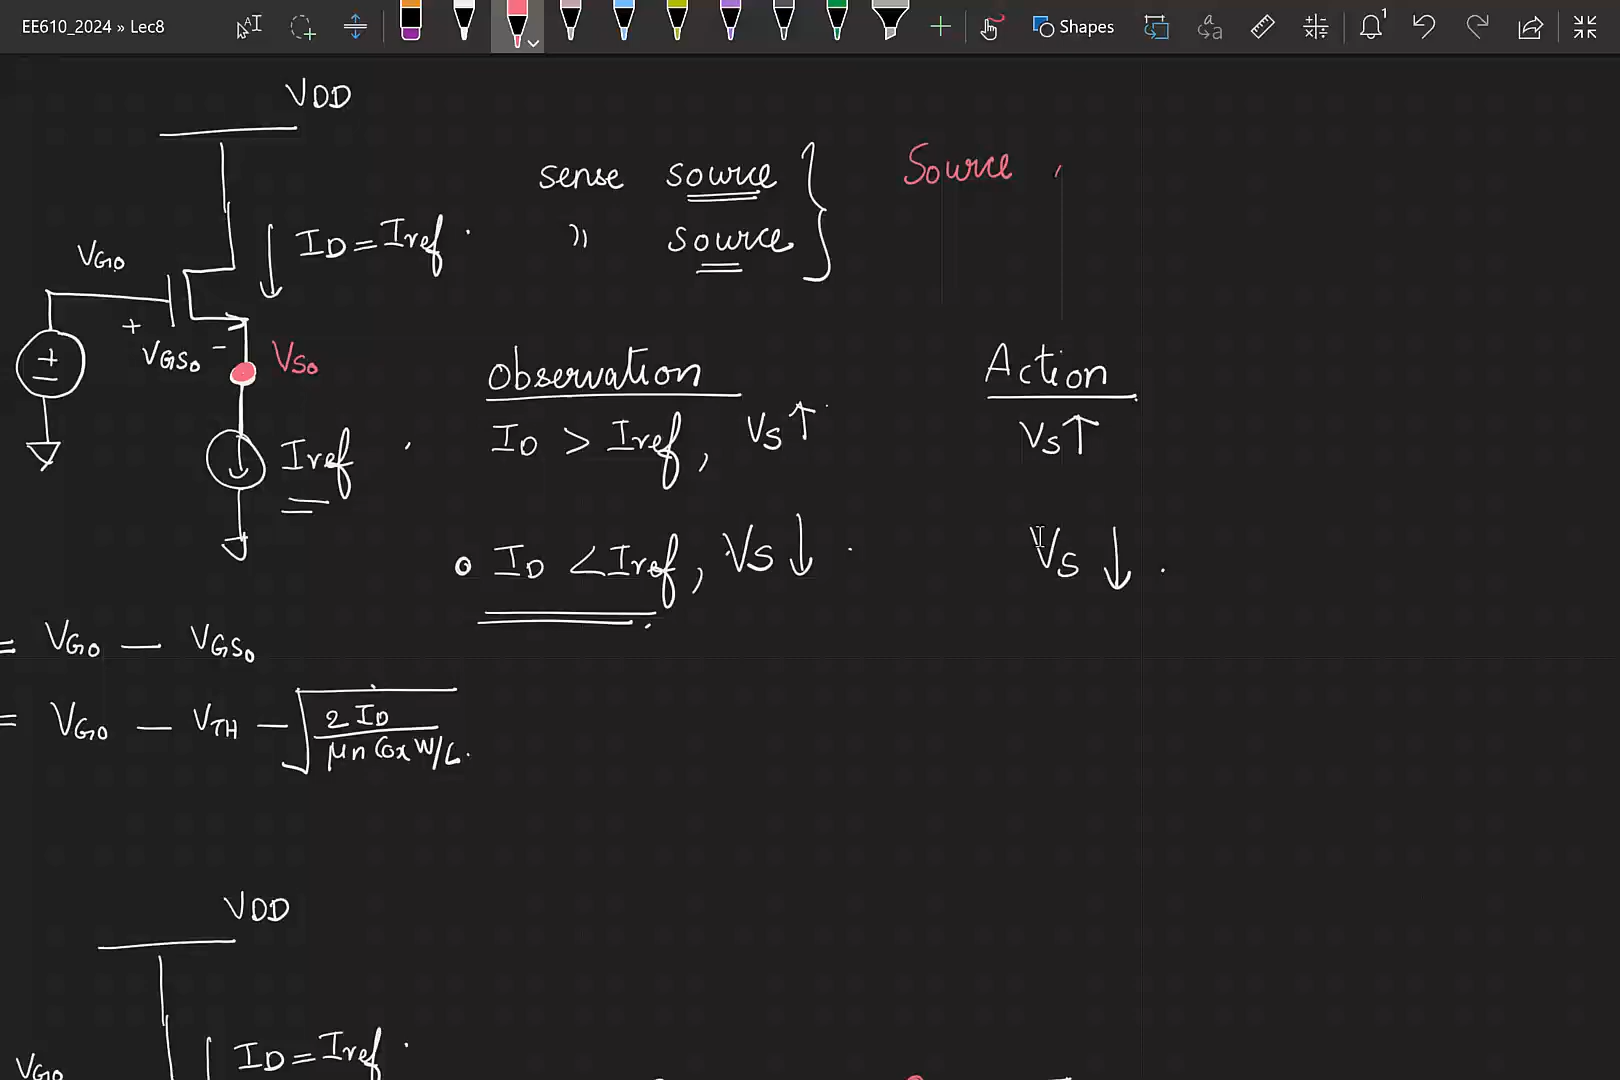 EE610_2024 » Lec8
Shapes
1
VDD
sense source
Source
ID = Iref
" source
VG0
+
VGS0 -
VS0
+
-
Observation
Action
Iref
ID > Iref, VS↑
VS↑
ID < Iref, VS↓
VS↓
= VG0 — VGS0
= VG0 — VTH — √(2 ID / μn Cox W/L)
VDD
ID = Iref
VG0